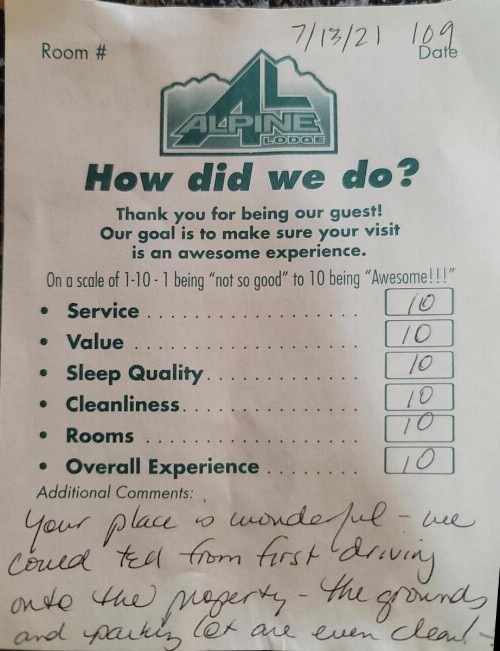 7/13/21 109
Room # Date
AL
ALPINE
LODGE
How did we do?
Thank you for being our guest!
Our goal is to make sure your visit
is an awesome experience.
On a scale of 1-10 - 1 being "not so good" to 10 being "Awesome!!!"
• Service . . . . . . . . . . . . . . . . . . . . 10
• Value . . . . . . . . . . . . . . . . . . . . . 10
• Sleep Quality. . . . . . . . . . . . . . 10
• Cleanliness. . . . . . . . . . . . . . . . 10
• Rooms . . . . . . . . . . . . . . . . . . . . 10
• Overall Experience . . . . . . . . 10
Additional Comments:
Your place is wonderful - we
could tell from first driving
onto the property - the grounds
and parking lot are even clean! -